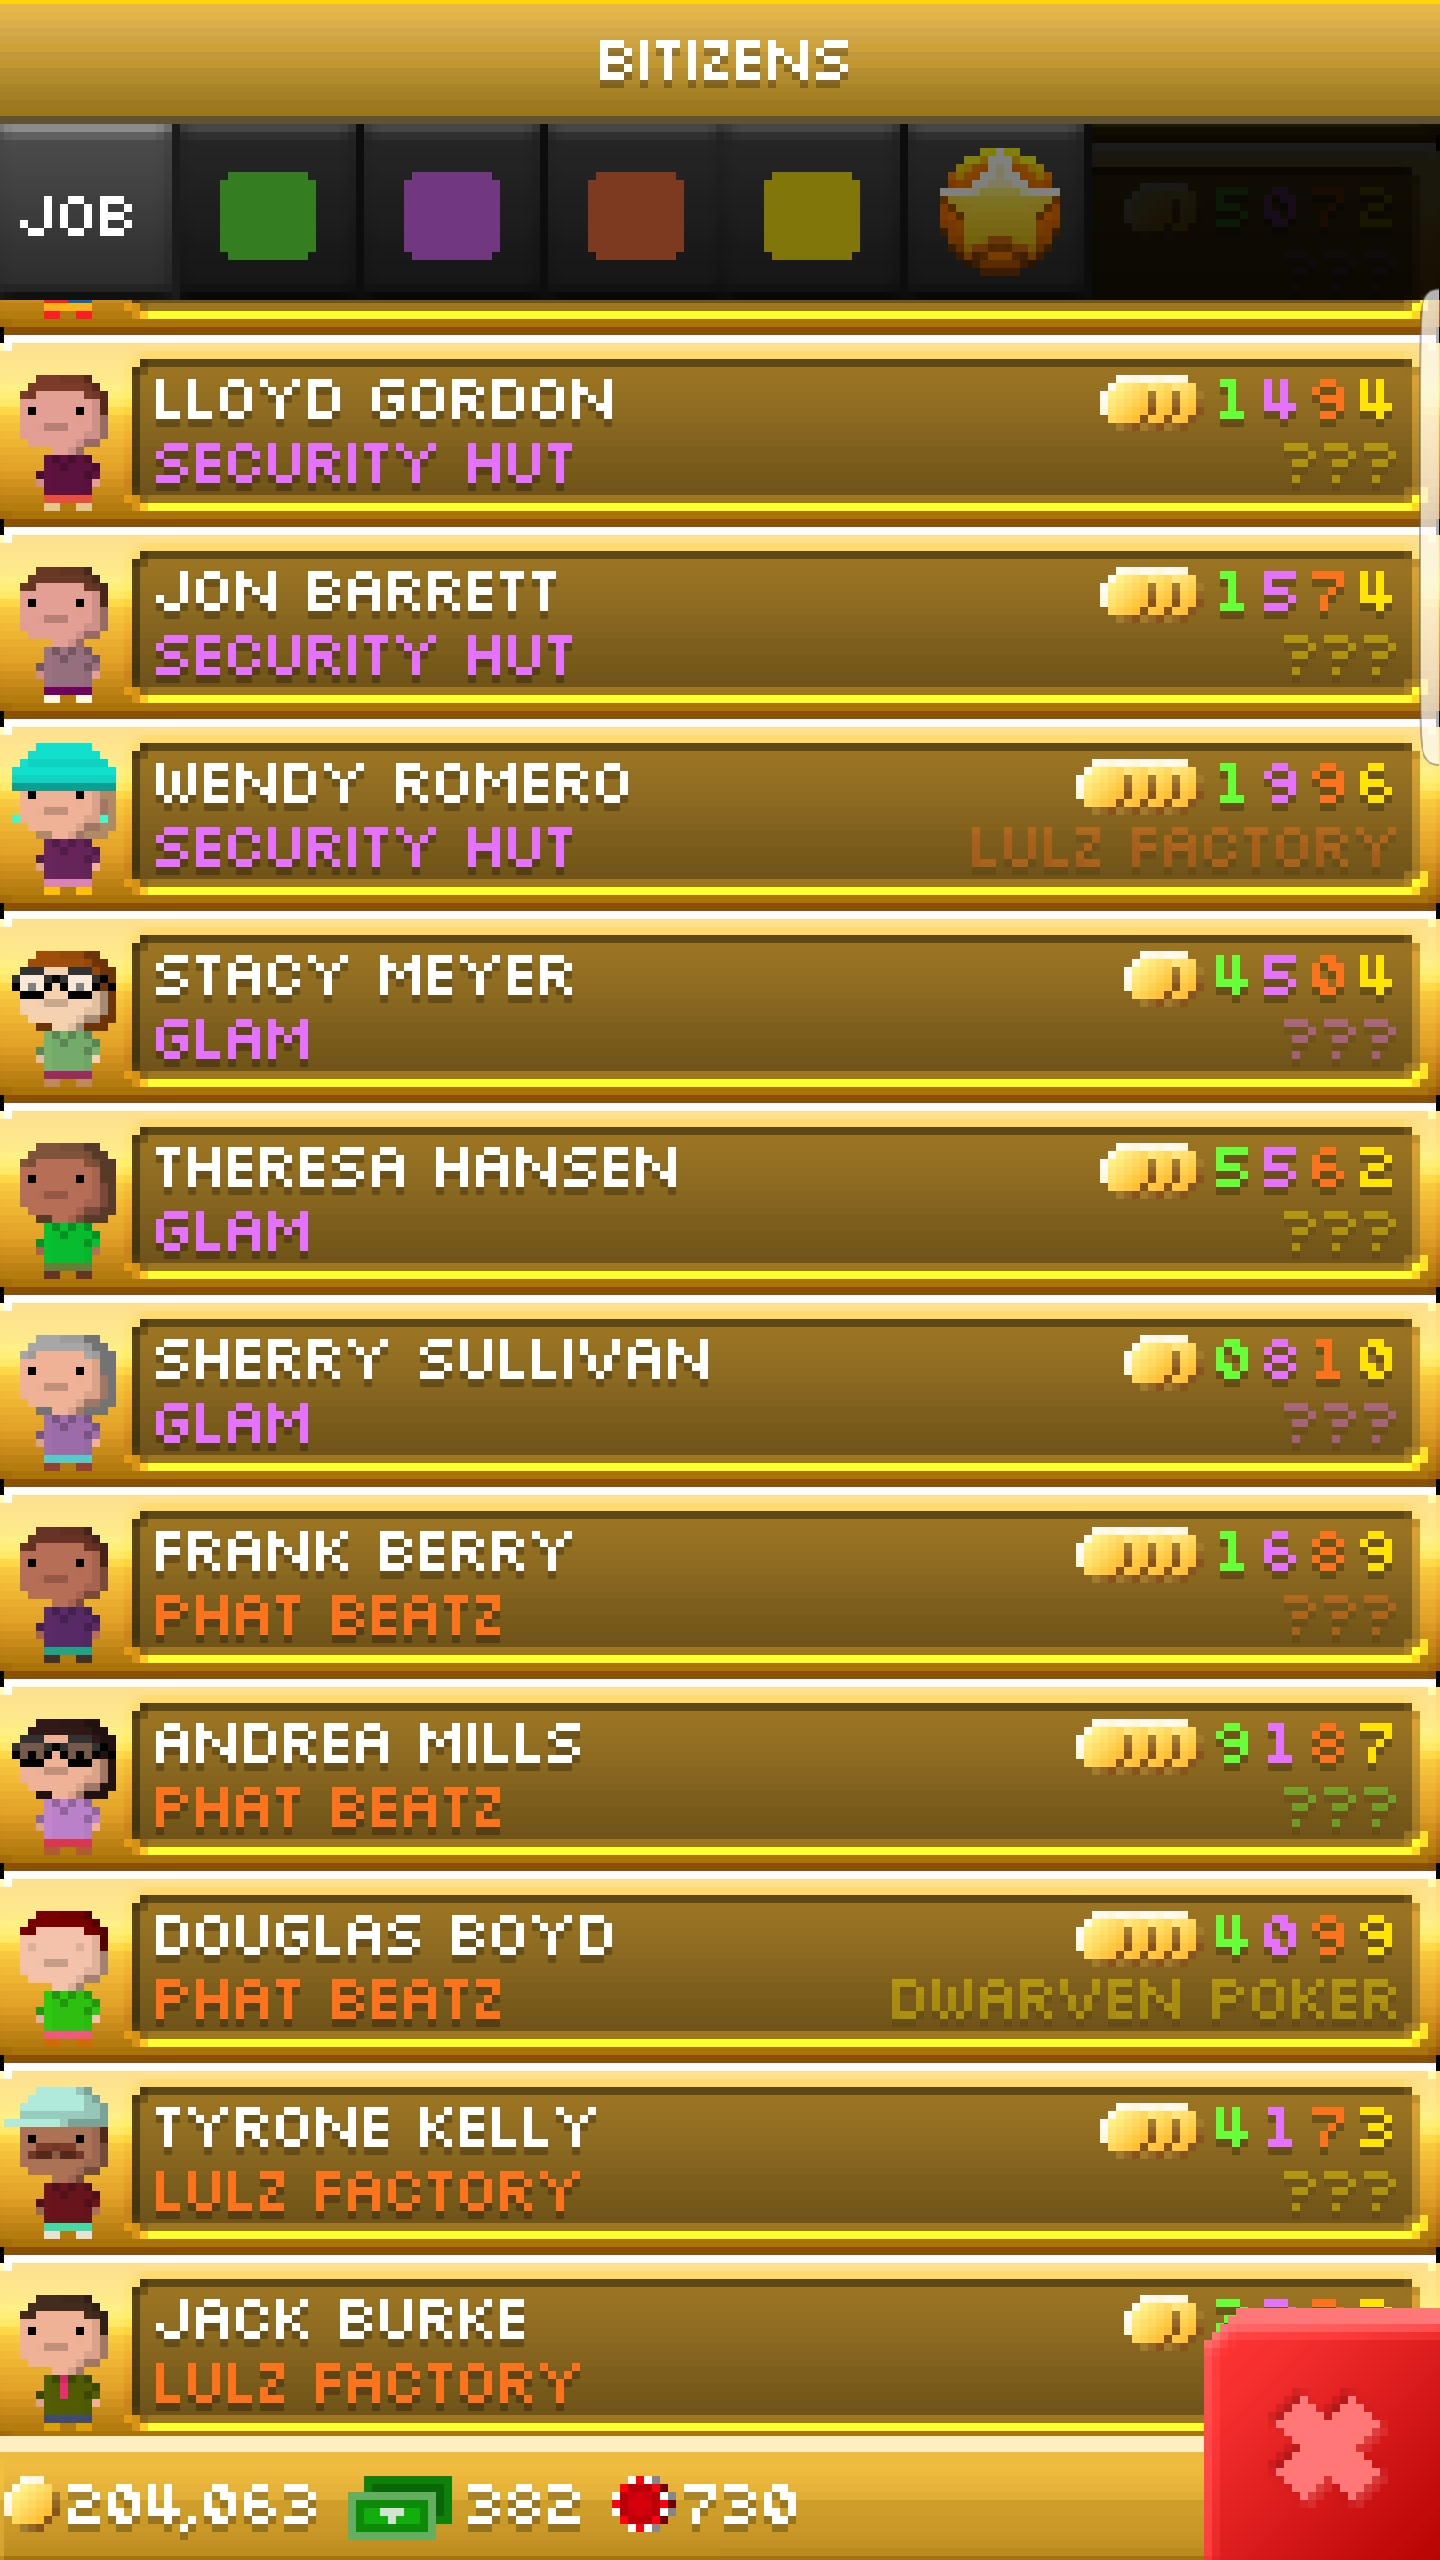 BITIZENS
JOB
5072
???
LLOYD GORDON 1494
SECURITY HUT ???
JON BARRETT 1574
SECURITY HUT ???
WENDY ROMERO 1996
SECURITY HUT LULZ FACTORY
STACY MEYER 4504
GLAM ???
THERESA HANSEN 5562
GLAM ???
SHERRY SULLIVAN 0810
GLAM ???
FRANK BERRY 1689
PHAT BEATZ ???
ANDREA MILLS 9187
PHAT BEATZ ???
DOUGLAS BOYD 4099
PHAT BEATZ DWARVEN POKER
TYRONE KELLY 4173
LULZ FACTORY ???
JACK BURKE
LULZ FACTORY
204,063 382 730